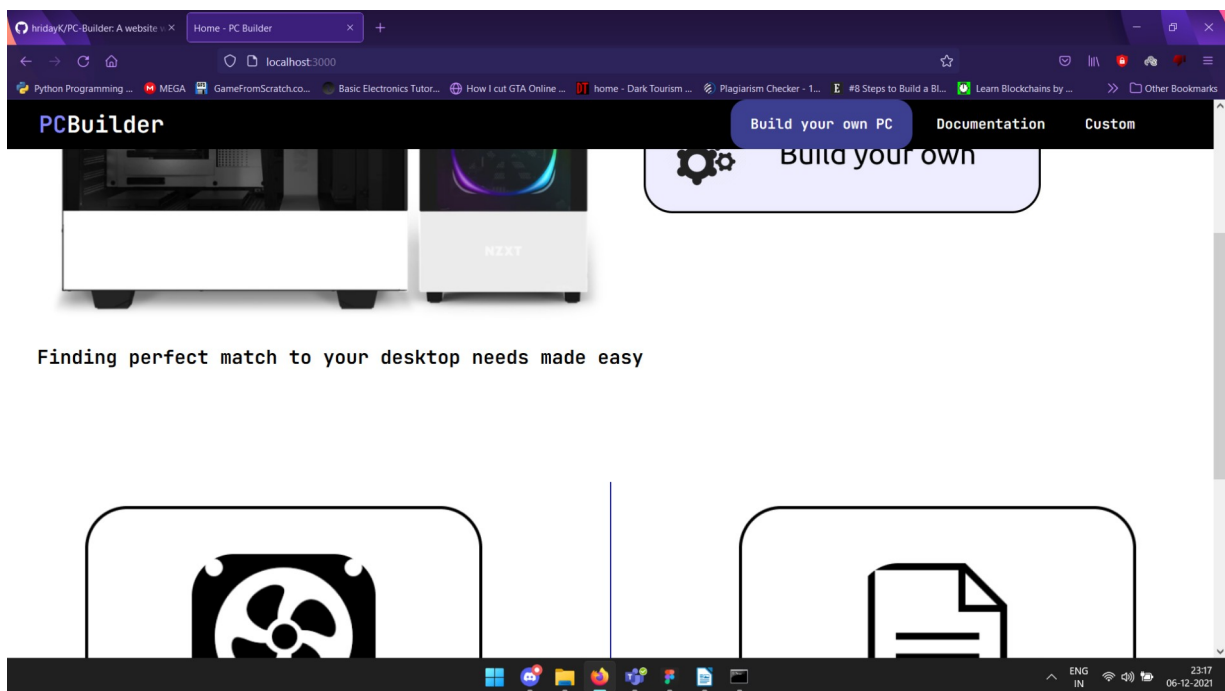 hridayK/PC-Builder: A website w
Home - PC Builder
localhost:3000
Python Programming ...
MEGA
GameFromScratch.co...
Basic Electronics Tutor...
How I cut GTA Online ...
DT
home - Dark Tourism ...
Plagiarism Checker - 1...
E
#8 Steps to Build a Bl...
Learn Blockchains by ...
Other Bookmarks
PCBuilder
Build your own PC
Documentation
Custom
Build your own
NZXT
Finding perfect match to your desktop needs made easy
ENG
IN
23:17
06-12-2021